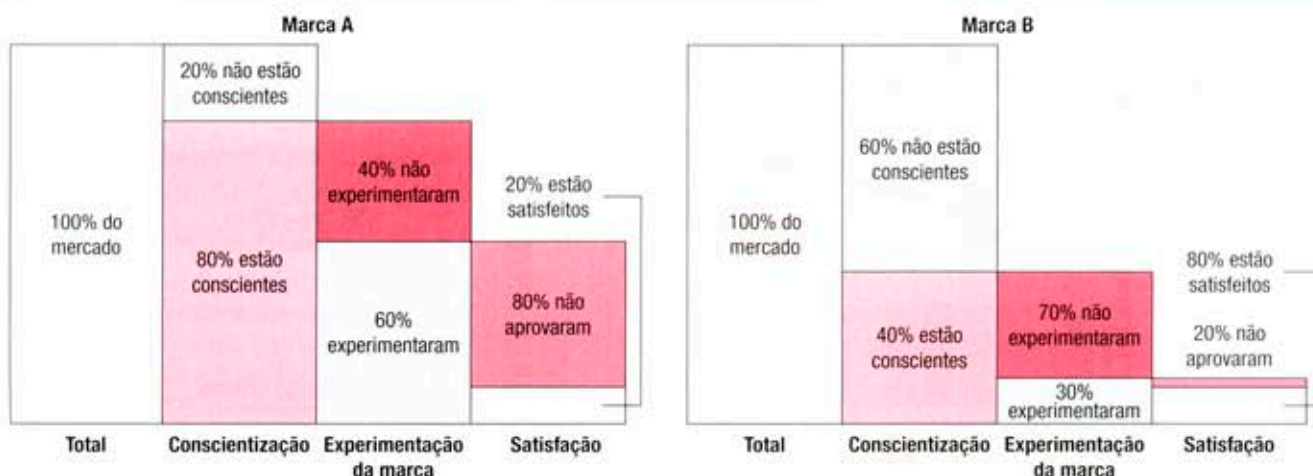 Marca A
20% não estão
conscientes
40% não
experimentaram
20% estão
satisfeitos
100% do
mercado
80% estão
conscientes
60%
experimentaram
80% não
aprovaram
Total
Conscientização
Experimentação
da marca
Satisfação
Marca B
60% não estão
conscientes
100% do
mercado
40% estão
conscientes
70% não
experimentaram
30%
experimentaram
80% estão
satisfeitos
20% não
aprovaram
Total
Conscientização
Experimentação
da marca
Satisfação